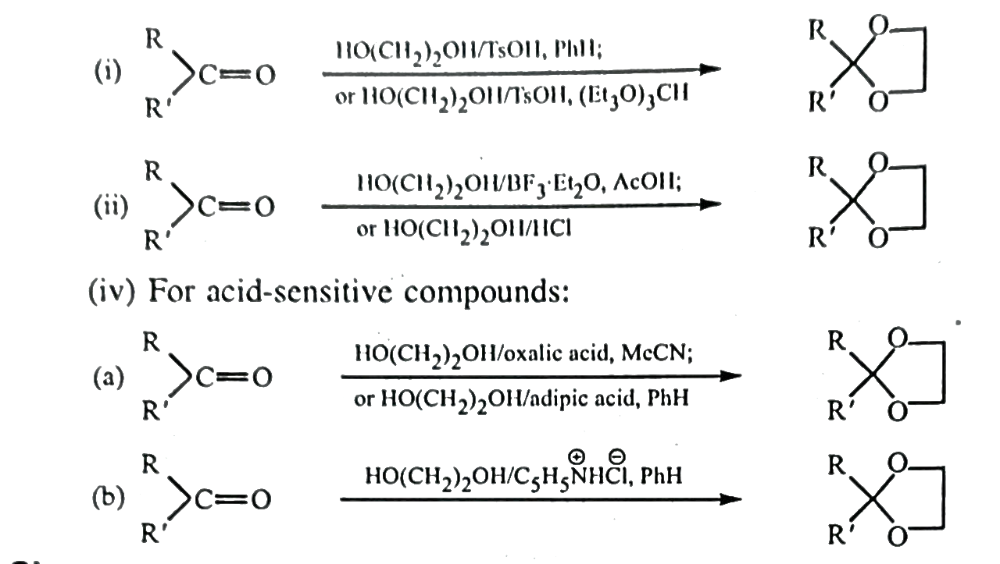 (i) R R' C=O HO(CH₂)₂OH/TsOH, PhH; R O
or HO(CH₂)₂OH/TsOH, (Et₃O)₃CH R' O
(ii) R R' C=O HO(CH₂)₂OH/BF₃·Et₂O, AcOH; R O
or HO(CH₂)₂OH/HCl R' O
(iv) For acid-sensitive compounds:
(a) R R' C=O HO(CH₂)₂OH/oxalic acid, MeCN; R O
or HO(CH₂)₂OH/adipic acid, PhH R' O
(b) R R' C=O HO(CH₂)₂OH/C₅H₅N⊕HCl⊖, PhH R O
R' O